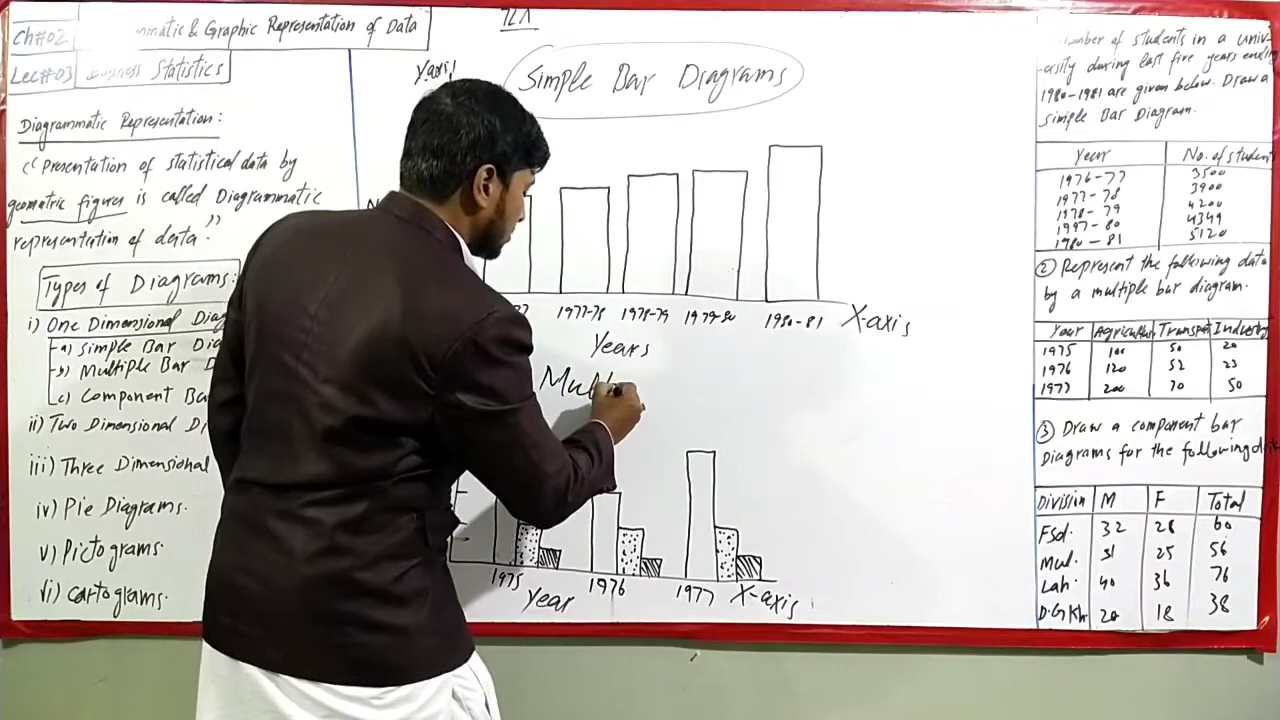 Ch#02
mmatic & Graphic Representation of Data
Lec#03
Business Statistics
Diagrammatic Representation:
(( Presentation of statistical data by
geomatric figures is called Diagrammatic
representation of data."
Types of Diagrams:
i) One Dimensional Diag
a) Simple Bar Dia
b) Multiple Bar D
c) Component Ba
ii) Two Dimensional Di
iii) Three Dimensional
iv) Pie Diagrams.
v) Pictograms.
vi) Cartograms.
Simple Bar Diagrams
Yaxis
1977-78 1978-79 1979-80 1980-81 X-axis
Years
Mul
1975 1976 1977 X-axis
Year
umber of students in a univ-
ersity during last five years ending
1980-1981 are given below. Draw a
Simple Bar Diagram.
Year No. of student
1976-77 3500
1977-78 3900
1978-79 4200
1997-80 4349
1980-81 5120
② Represent the following data
by a multiple bar diagram.
Year Transport Industry
1975 100 50 20
1976 120 52 23
1977 200 70 50
③ Draw a component bar
Diagrams for the following
Division M F Total
Fsd. 32 28 60
Mul. 31 25 56
Lah. 40 36 76
D.G Kh 20 18 38